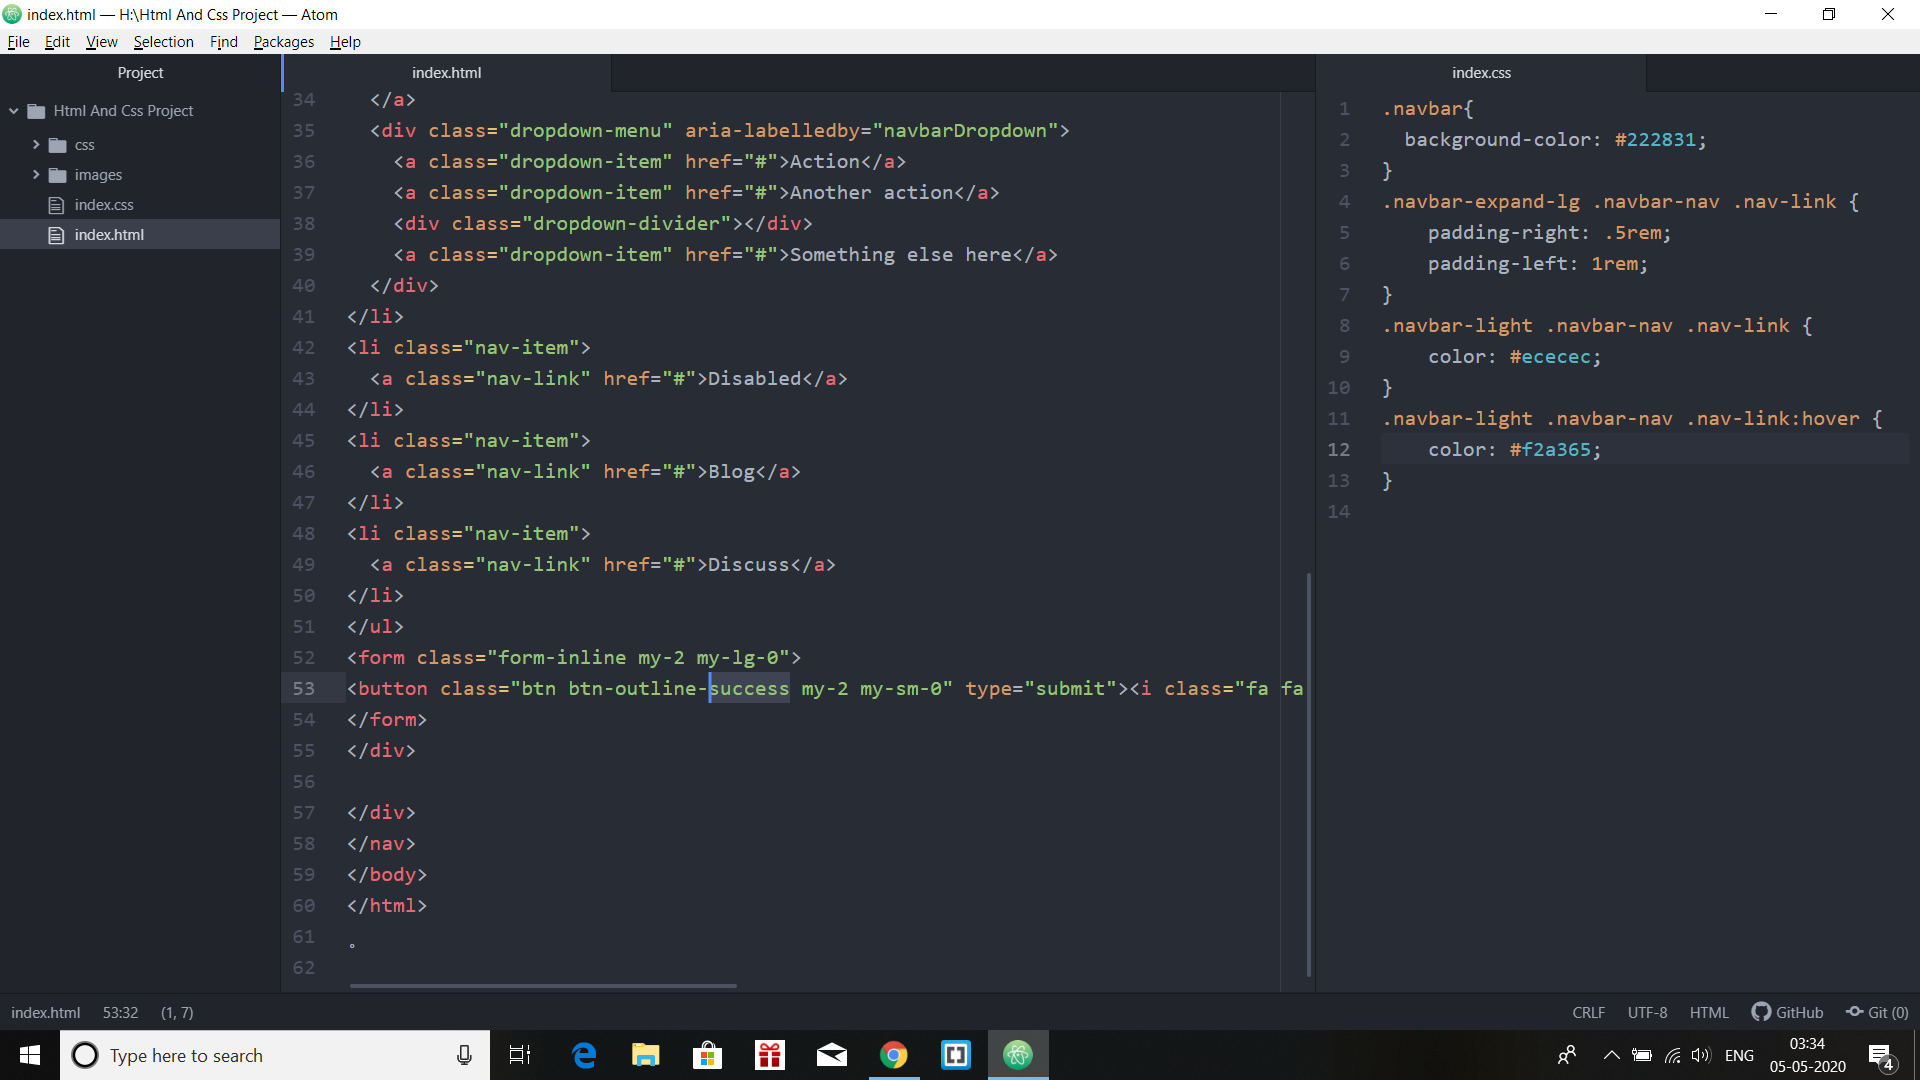 index.html — H:\Html And Css Project — Atom
File Edit View Selection Find Packages Help
Project
Html And Css Project
css
images
index.css
index.html
index.html
34 </a>
35 <div class="dropdown-menu" aria-labelledby="navbarDropdown">
36 <a class="dropdown-item" href="#">Action</a>
37 <a class="dropdown-item" href="#">Another action</a>
38 <div class="dropdown-divider"></div>
39 <a class="dropdown-item" href="#">Something else here</a>
40 </div>
41 </li>
42 <li class="nav-item">
43 <a class="nav-link" href="#">Disabled</a>
44 </li>
45 <li class="nav-item">
46 <a class="nav-link" href="#">Blog</a>
47 </li>
48 <li class="nav-item">
49 <a class="nav-link" href="#">Discuss</a>
50 </li>
51 </ul>
52 <form class="form-inline my-2 my-lg-0">
53 <button class="btn btn-outline-success my-2 my-sm-0" type="submit"><i class="fa fa
54 </form>
55 </div>
56
57 </div>
58 </nav>
59 </body>
60 </html>
61 。
62
index.css
1 .navbar{
2 background-color: #222831;
3 }
4 .navbar-expand-lg .navbar-nav .nav-link {
5 padding-right: .5rem;
6 padding-left: 1rem;
7 }
8 .navbar-light .navbar-nav .nav-link {
9 color: #ececec;
10 }
11 .navbar-light .navbar-nav .nav-link:hover {
12 color: #f2a365;
13 }
14
index.html 53:32 (1, 7)
CRLF UTF-8 HTML GitHub Git (0)
Type here to search
ENG
03:34
05-05-2020
4